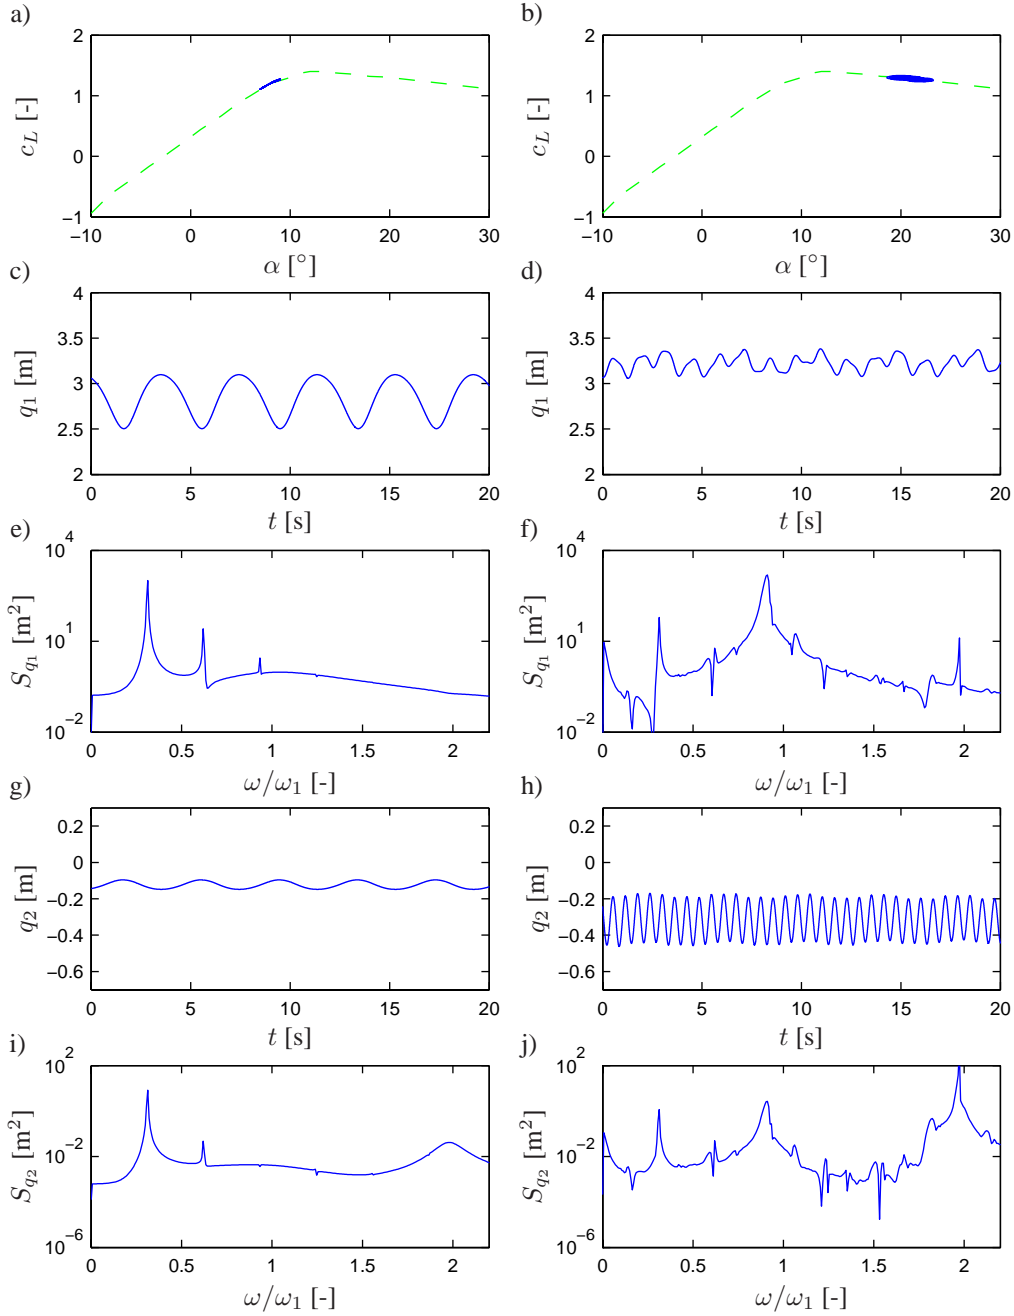 a)
2
1
0
−1
c_L [-]
−10 0 10 20 30
α [°]
b)
2
1
0
−1
c_L [-]
−10 0 10 20 30
α [°]
c)
4
3.5
3
2.5
2
q_1 [m]
0 5 10 15 20
t [s]
d)
4
3.5
3
2.5
2
q_1 [m]
0 5 10 15 20
t [s]
e)
10^4
10^1
10^−2
S_{q_1} [m^2]
0 0.5 1 1.5 2
ω/ω_1 [-]
f)
10^4
10^1
10^−2
S_{q_1} [m^2]
0 0.5 1 1.5 2
ω/ω_1 [-]
g)
0.2
0
−0.2
−0.4
−0.6
q_2 [m]
0 5 10 15 20
t [s]
h)
0.2
0
−0.2
−0.4
−0.6
q_2 [m]
0 5 10 15 20
t [s]
i)
10^2
10^−2
10^−6
S_{q_2} [m^2]
0 0.5 1 1.5 2
ω/ω_1 [-]
j)
10^2
10^−2
10^−6
S_{q_2} [m^2]
0 0.5 1 1.5 2
ω/ω_1 [-]